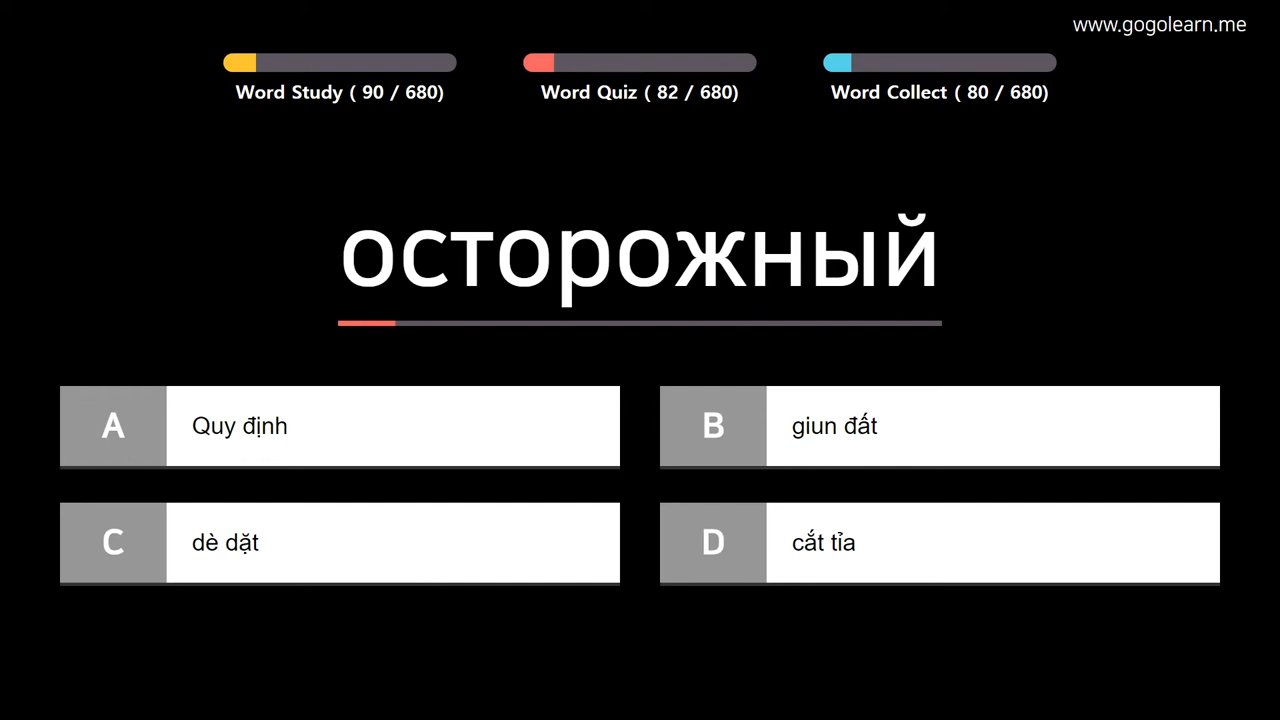 www.gogolearn.me
Word Study ( 90 / 680)
Word Quiz ( 82 / 680)
Word Collect ( 80 / 680)
осторожный
A
Quy định
B
giun đất
C
dè dặt
D
cắt tỉa